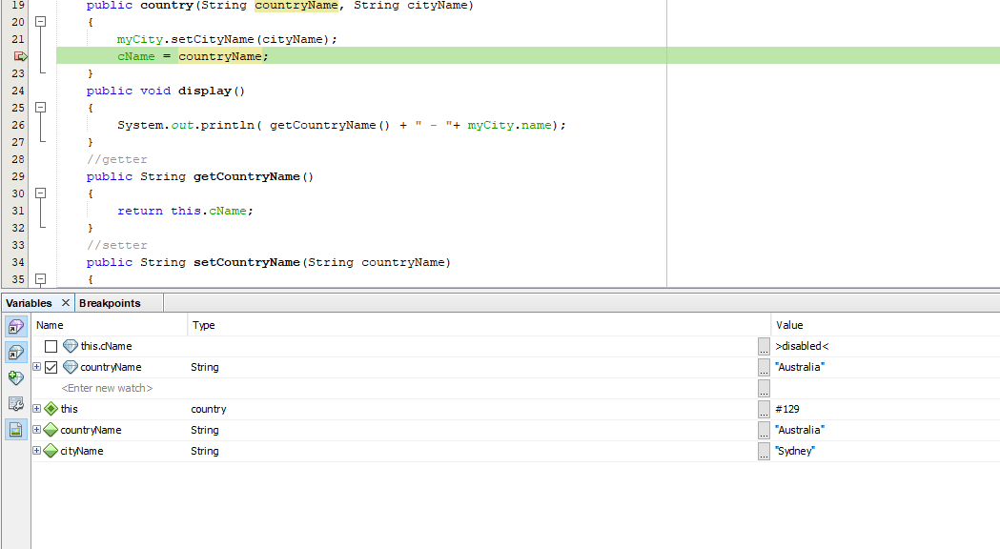 19 public country(String countryName, String cityName)
20 {
21 myCity.setCityName(cityName);
cName = countryName;
23 }
24 public void display()
25 {
26 System.out.println( getCountryName() + " - "+ myCity.name);
27 }
28 //getter
29 public String getCountryName()
30 {
31 return this.cName;
32 }
33 //setter
34 public String setCountryName(String countryName)
35 {
Variables Breakpoints
Name Type Value
this.cName ... >disabled<
countryName String ... "Australia"
<Enter new watch> ...
this country ... #129
countryName String ... "Australia"
cityName String ... "Sydney"